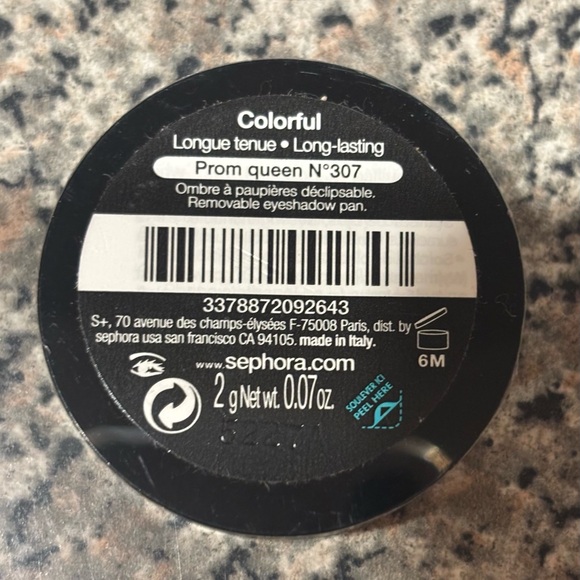 Colorful
Longue tenue • Long-lasting
Prom queen N°307
Ombre à paupières déclipsable.
Removable eyeshadow pan.
3378872092643
S+, 70 avenue des champs-élysées F-75008 Paris, dist. by
sephora usa san francisco CA 94105. made in Italy.
6M
www.sephora.com
2 g Net wt. 0.07oz.
SOULEVER ICI
PEEL HERE